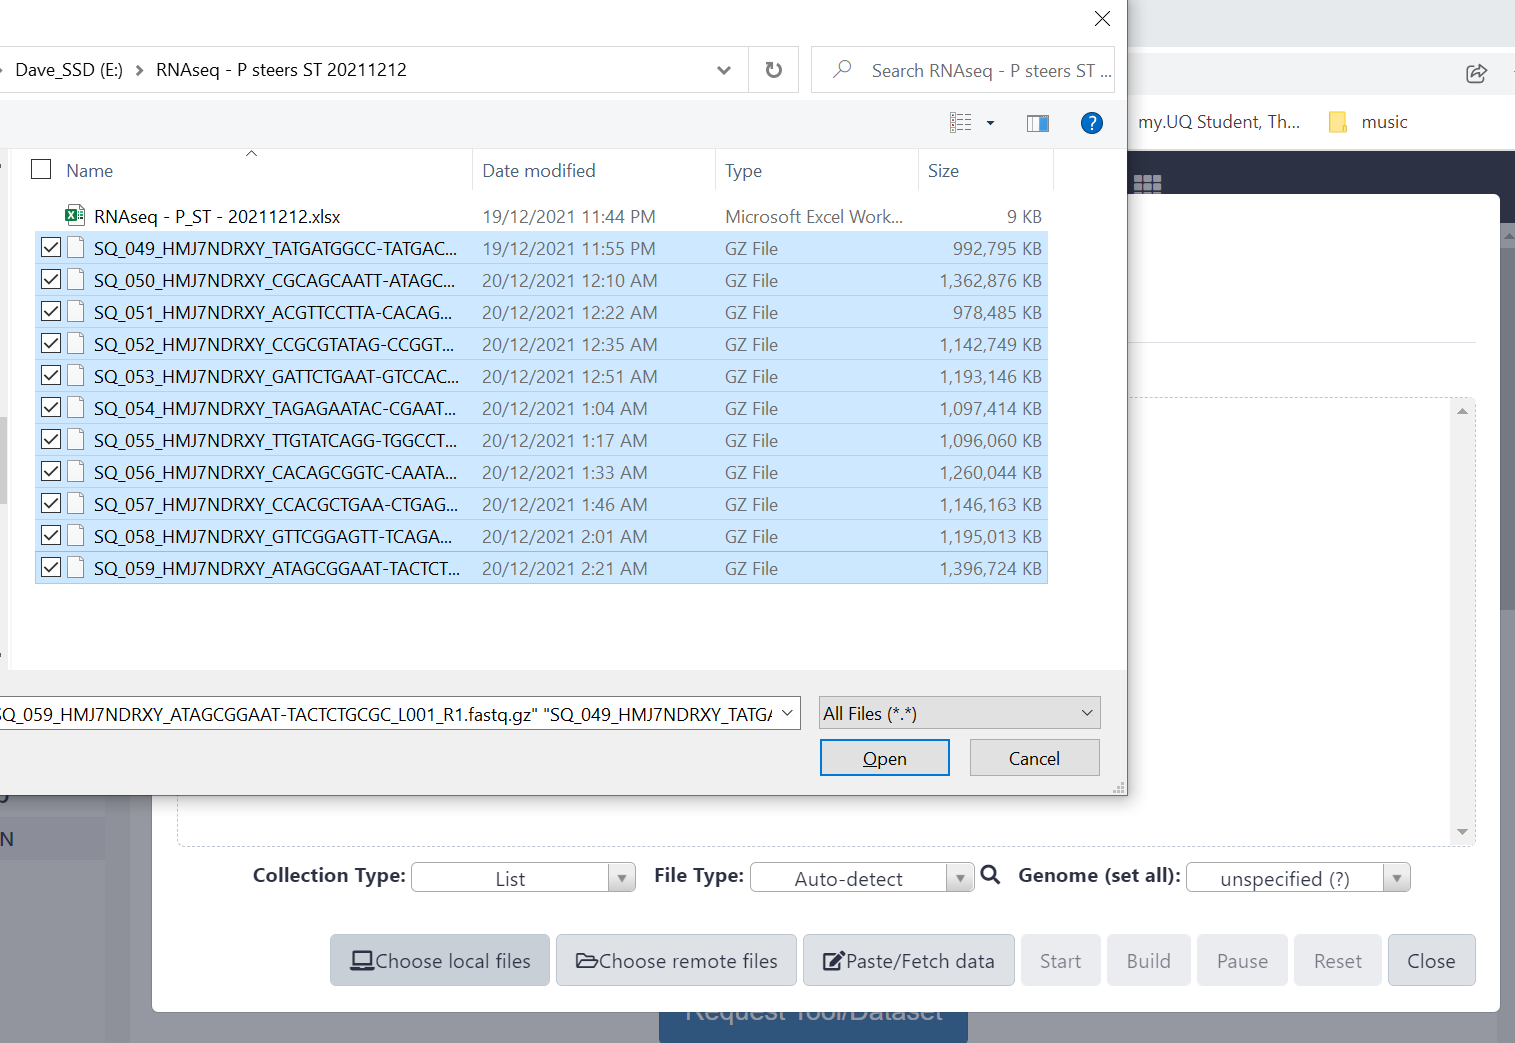 Dave_SSD (E:) > RNAseq - P steers ST 20211212
Search RNAseq - P steers ST ...
my.UQ Student, Th...
music
Name Date modified Type Size
RNAseq - P_ST - 20211212.xlsx 19/12/2021 11:44 PM Microsoft Excel Work... 9 KB
SQ_049_HMJ7NDRXY_TATGATGGCC-TATGAC... 19/12/2021 11:55 PM GZ File 992,795 KB
SQ_050_HMJ7NDRXY_CGCAGCAATT-ATAGC... 20/12/2021 12:10 AM GZ File 1,362,876 KB
SQ_051_HMJ7NDRXY_ACGTTCCTTA-CACAG... 20/12/2021 12:22 AM GZ File 978,485 KB
SQ_052_HMJ7NDRXY_CCGCGTATAG-CCGGT... 20/12/2021 12:35 AM GZ File 1,142,749 KB
SQ_053_HMJ7NDRXY_GATTCTGAAT-GTCCAC... 20/12/2021 12:51 AM GZ File 1,193,146 KB
SQ_054_HMJ7NDRXY_TAGAGAATAC-CGAAT... 20/12/2021 1:04 AM GZ File 1,097,414 KB
SQ_055_HMJ7NDRXY_TTGTATCAGG-TGGCCT... 20/12/2021 1:17 AM GZ File 1,096,060 KB
SQ_056_HMJ7NDRXY_CACAGCGGTC-CAATA... 20/12/2021 1:33 AM GZ File 1,260,044 KB
SQ_057_HMJ7NDRXY_CCACGCTGAA-CTGAG... 20/12/2021 1:46 AM GZ File 1,146,163 KB
SQ_058_HMJ7NDRXY_GTTCGGAGTT-TCAGA... 20/12/2021 2:01 AM GZ File 1,195,013 KB
SQ_059_HMJ7NDRXY_ATAGCGGAAT-TACTCT... 20/12/2021 2:21 AM GZ File 1,396,724 KB
SQ_059_HMJ7NDRXY_ATAGCGGAAT-TACTCTGCGC_L001_R1.fastq.gz" "SQ_049_HMJ7NDRXY_TATGA
All Files (*.*)
Open Cancel
N
Collection Type: List File Type: Auto-detect Genome (set all): unspecified (?)
Choose local files Choose remote files Paste/Fetch data Start Build Pause Reset Close
Request Tool/Dataset